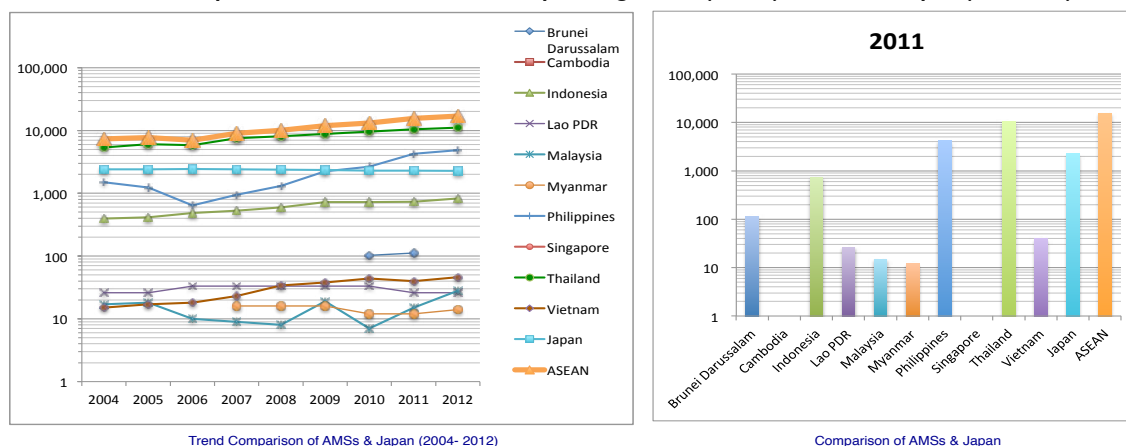 100,000
10,000
1,000
100
10
1
2004 2005 2006 2007 2008 2009 2010 2011 2012
Brunei
Darussalam
Cambodia
Indonesia
Lao PDR
Malaysia
Myanmar
Philippines
Singapore
Thailand
Vietnam
Japan
ASEAN
Trend Comparison of AMSs & Japan (2004- 2012)
2011
100,000
10,000
1,000
100
10
1
Brunei Darussalam
Cambodia
Indonesia
Lao PDR
Malaysia
Myanmar
Philippines
Singapore
Thailand
Vietnam
Japan
ASEAN
Comparison of AMSs & Japan